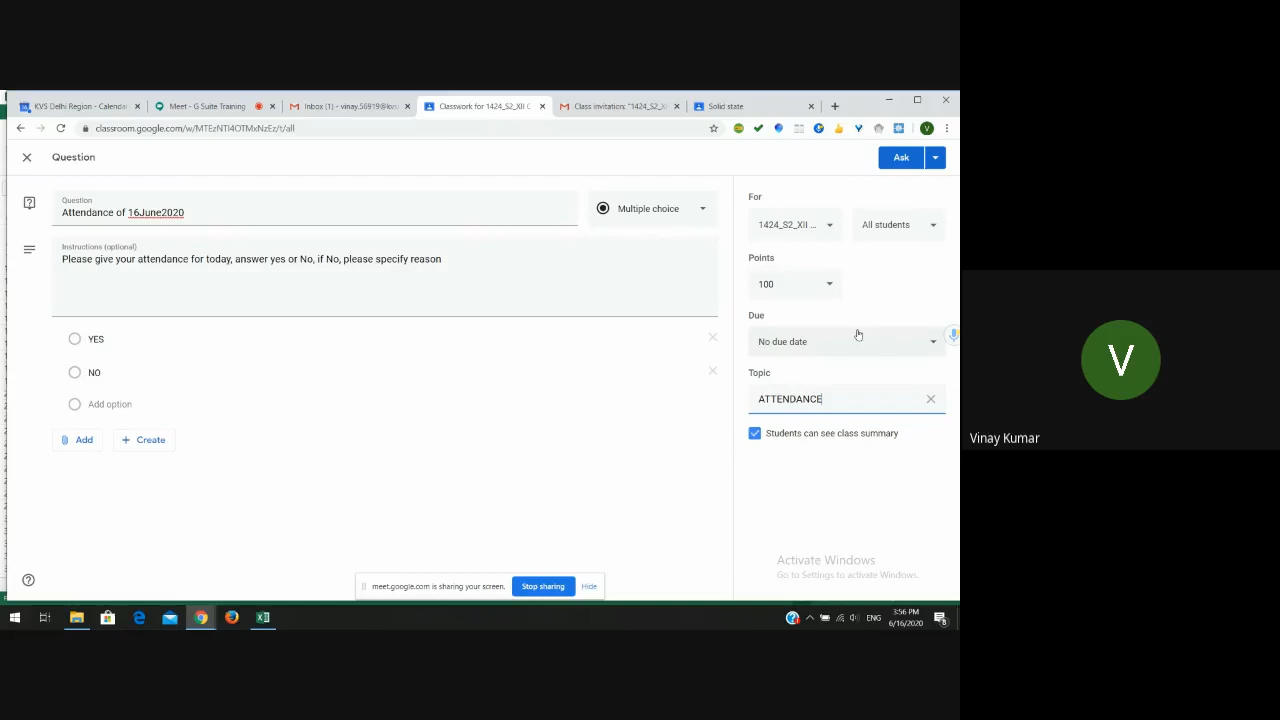 KVS Delhi Region - Calenda
Meet - G Suite Training
Inbox (1) - vinay.56919@kvs
Classwork for 1424_S2_XII C
Class invitation: "1424_S2_XI
Solid state
classroom.google.com/w/MTEzNTI4OTMxNzEz/t/all
V
Question
Ask
Question
Attendance of 16June2020
Multiple choice
Instructions (optional)
Please give your attendance for today, answer yes or No, if No, please specify reason
YES
NO
Add option
Add
Create
For
1424_S2_XII ...
All students
Points
100
Due
No due date
Topic
ATTENDANCE
Students can see class summary
Activate Windows
Go to Settings to activate Windows.
meet.google.com is sharing your screen.
Stop sharing
Hide
ENG
3:56 PM
6/16/2020
V
Vinay Kumar